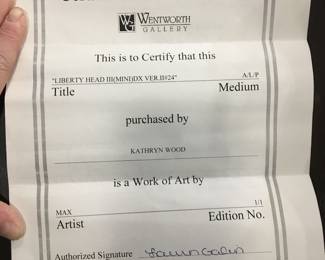 WENTWORTH
GALLERY
This is to Certify that this
"LIBERTY HEAD III(MINI)DX VER.II#24" A/L/P
Title Medium
purchased by
KATHRYN WOOD
is a Work of Art by
MAX 1/1
Artist Edition No.
Authorized Signature